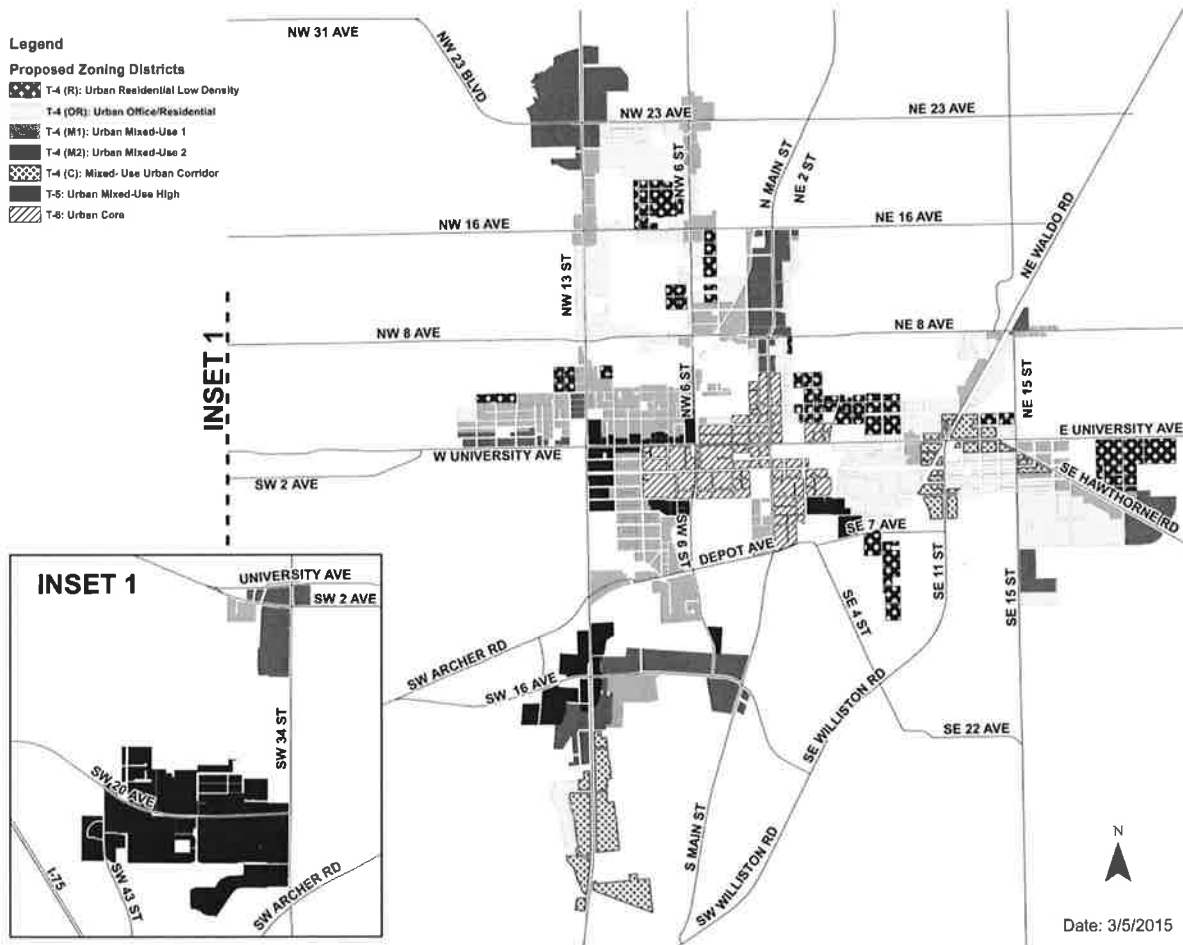 Legend
Proposed Zoning Districts
T-4 (R): Urban Residential Low Density
T-4 (OR): Urban Office/Residential
T-4 (M1): Urban Mixed-Use 1
T-4 (M2): Urban Mixed-Use 2
T-4 (C): Mixed- Use Urban Corridor
T-5: Urban Mixed-Use High
T-6: Urban Core
NW 31 AVE
NW 23 BLVD
NW 23 AVE
NE 23 AVE
NW 6 ST
N MAIN ST
NE 2 ST
NW 16 AVE
NE 16 AVE
NE WALDO RD
NW 13 ST
INSET 1
NW 8 AVE
NE 8 AVE
NW 6 ST
NE 15 ST
E UNIVERSITY AVE
W UNIVERSITY AVE
SW 2 AVE
SE HAWTHORNE RD
SW 6 ST
SE 7 AVE
DEPOT AVE
SE 11 ST
SE 15 ST
SE 4 ST
SW ARCHER RD
SW 16 AVE
SE WILLISTON RD
SE 22 AVE
S MAIN ST
SW WILLISTON RD
INSET 1
UNIVERSITY AVE
SW 2 AVE
SW 34 ST
SW 20 AVE
I-75
SW 43 ST
SW ARCHER RD
N
Date: 3/5/2015